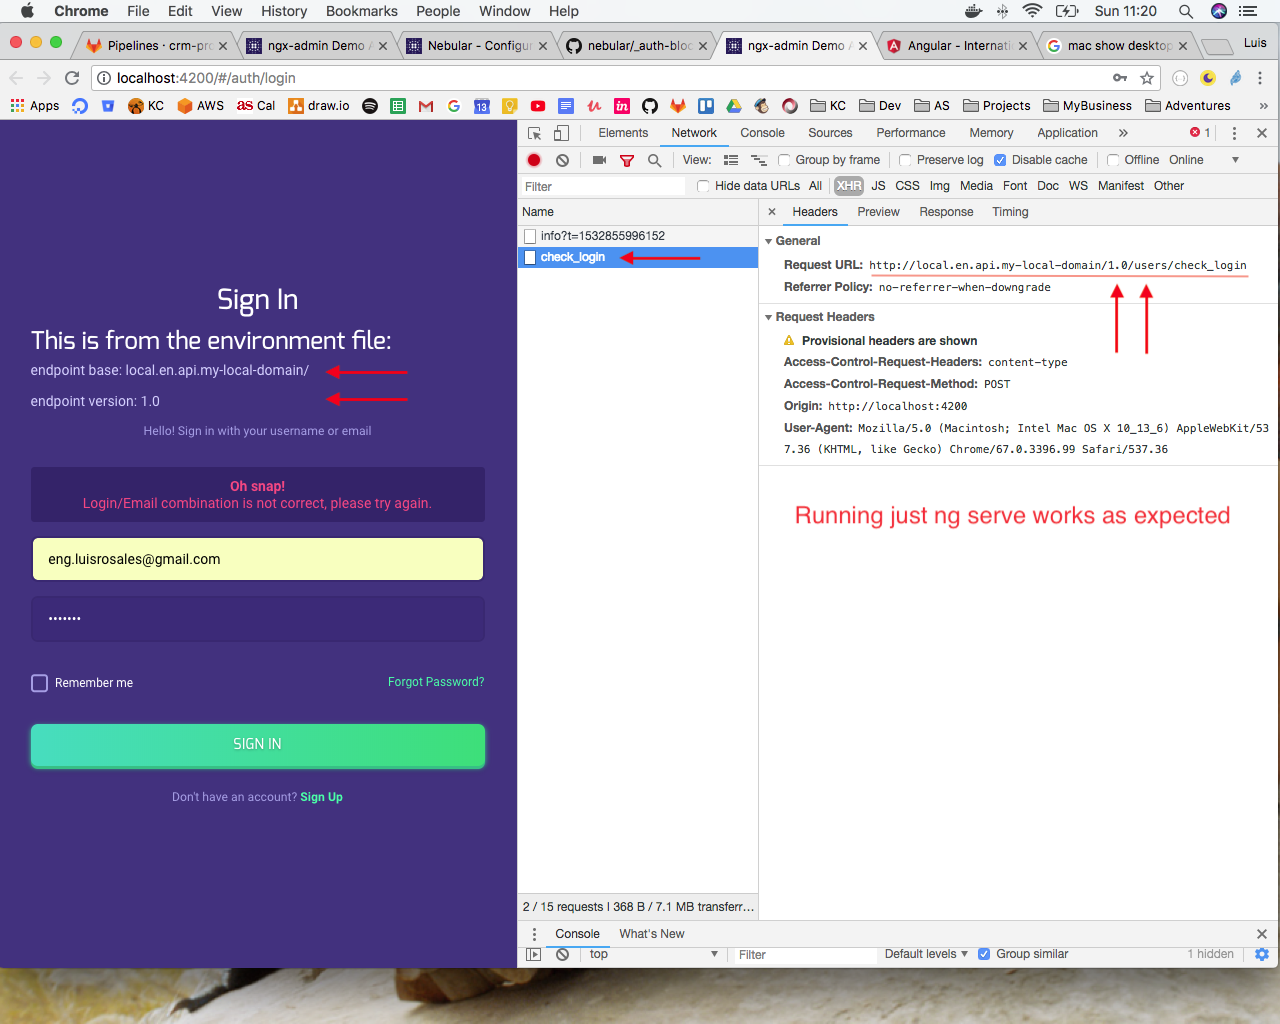 Chrome File Edit View History Bookmarks People Window Help Sun 11:20
Pipelines · crm-pro ngx-admin Demo A Nebular - Configur nebular/_auth-bloc ngx-admin Demo A Angular - Internati mac show desktop Luis
localhost:4200/#/auth/login
Apps KC AWS as Cal draw.io 13 in KC Dev AS Projects MyBusiness Adventures »
Elements Network Console Sources Performance Memory Application » 1
View: Group by frame Preserve log Disable cache Offline Online
Filter Hide data URLs All XHR JS CSS Img Media Font Doc WS Manifest Other
Name
info?t=1532855996152
check_login
2 / 15 requests | 368 B / 7.1 MB transferr...
Headers Preview Response Timing
General
Request URL: http://local.en.api.my-local-domain/1.0/users/check_login
Referrer Policy: no-referrer-when-downgrade
Request Headers
Provisional headers are shown
Access-Control-Request-Headers: content-type
Access-Control-Request-Method: POST
Origin: http://localhost:4200
User-Agent: Mozilla/5.0 (Macintosh; Intel Mac OS X 10_13_6) AppleWebKit/53
7.36 (KHTML, like Gecko) Chrome/67.0.3396.99 Safari/537.36
Running just ng serve works as expected
Sign In
This is from the environment file:
endpoint base: local.en.api.my-local-domain/
endpoint version: 1.0
Hello! Sign in with your username or email
Oh snap!
Login/Email combination is not correct, please try again.
eng.luisrosales@gmail.com
•••••••
Remember me Forgot Password?
SIGN IN
Don't have an account? Sign Up
Console What's New
top Filter Default levels Group similar 1 hidden